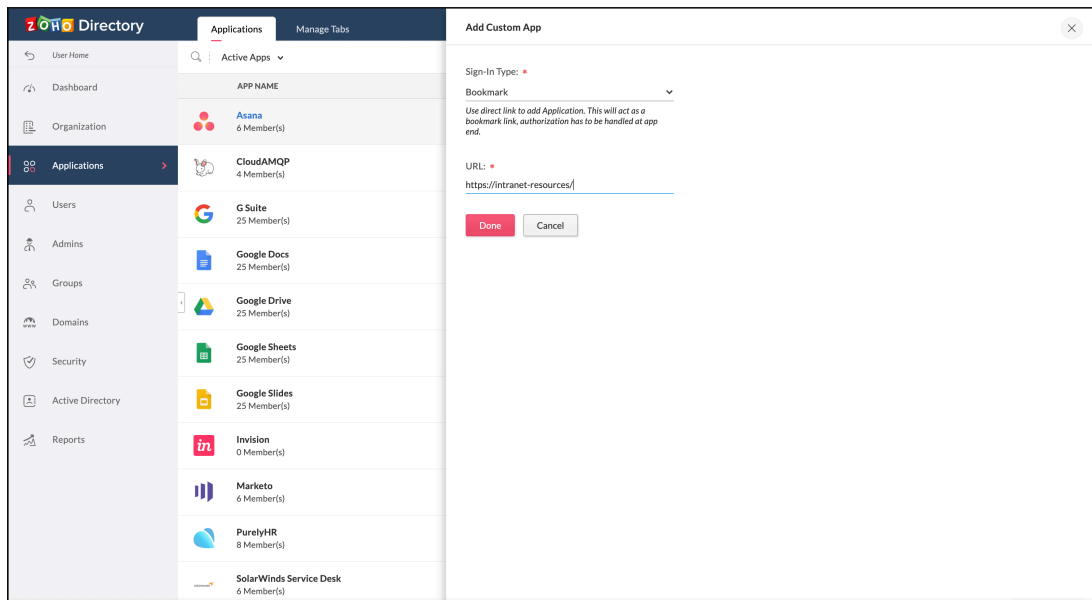 ZOHO Directory
Applications
Manage Tabs
Add Custom App
User Home
Active Apps
Dashboard
APP NAME
Organization
Asana
6 Member(s)
Applications
CloudAMQP
4 Member(s)
Users
G Suite
25 Member(s)
Admins
Google Docs
25 Member(s)
Groups
Google Drive
25 Member(s)
www
Domains
Google Sheets
25 Member(s)
Security
Google Slides
25 Member(s)
Active Directory
in
Invision
0 Member(s)
Reports
Marketo
6 Member(s)
PurelyHR
8 Member(s)
SolarWinds Service Desk
6 Member(s)
Sign-In Type: *
Bookmark
Use direct link to add Application. This will act as a
bookmark link, authorization has to be handled at app
end.
URL: *
https://intranet-resources/
Done
Cancel